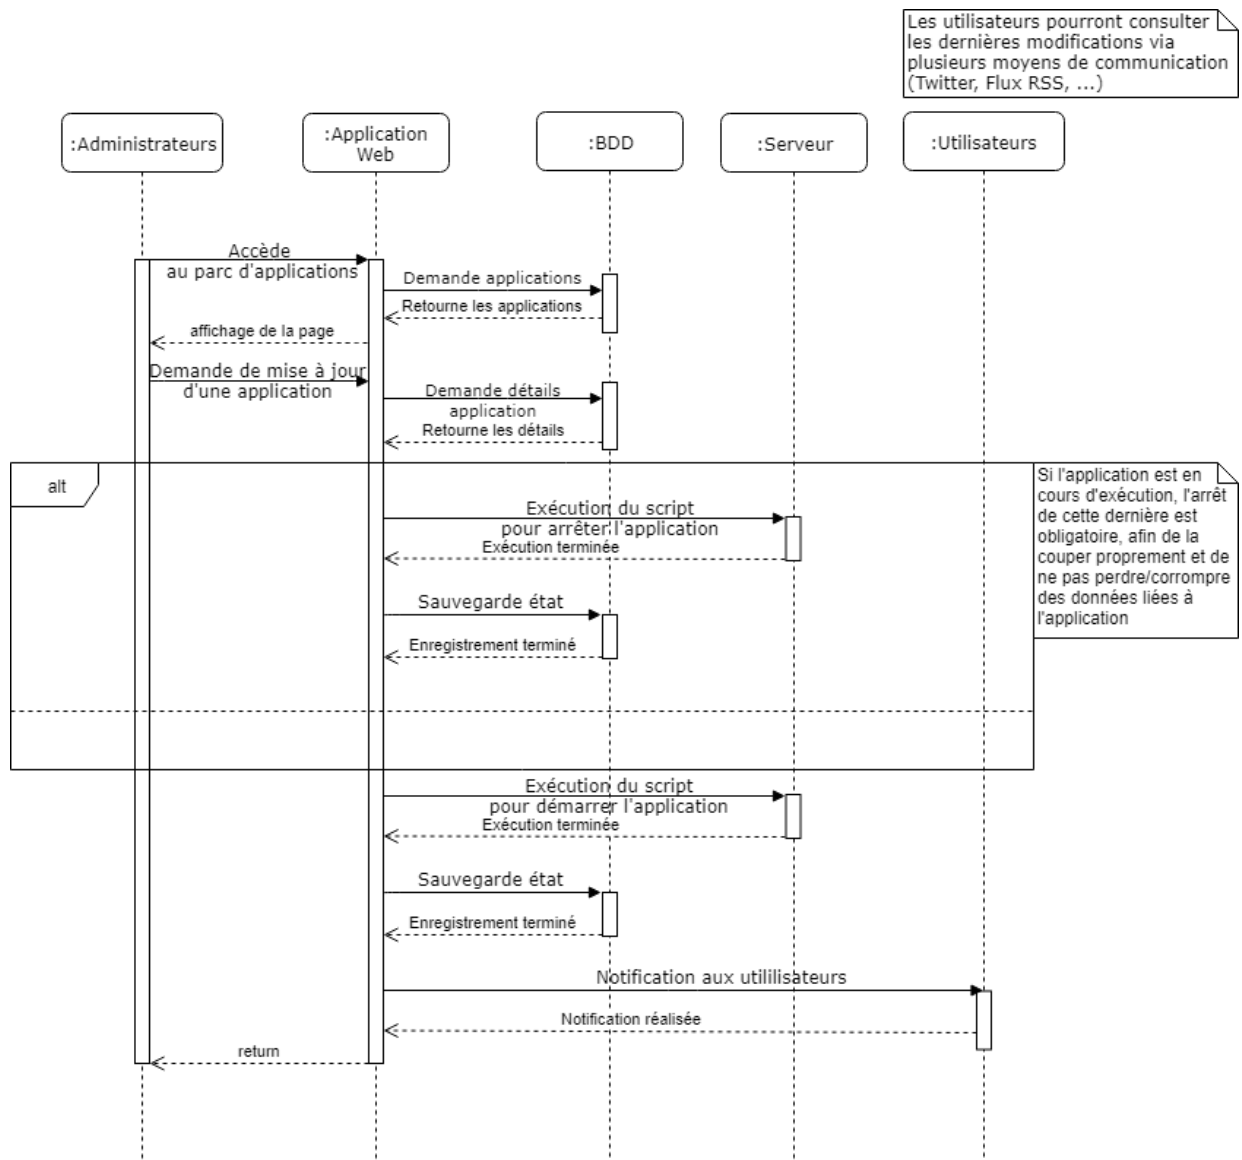 Les utilisateurs pourront consulter
les dernières modifications via
plusieurs moyens de communication
(Twitter, Flux RSS, ...)
:Administrateurs
:Application
Web
:BDD
:Serveur
:Utilisateurs
Accède
au parc d'applications
Demande applications
Retourne les applications
affichage de la page
Demande de mise à jour
d'une application
Demande détails
application
Retourne les détails
alt
Si l'application est en
cours d'exécution, l'arrêt
de cette dernière est
obligatoire, afin de la
couper proprement et de
ne pas perdre/corrompre
des données liées à
l'application
Exécution du script
pour arrêter l'application
Exécution terminée
Sauvegarde état
Enregistrement terminé
Exécution du script
pour démarrer l'application
Exécution terminée
Sauvegarde état
Enregistrement terminé
Notification aux utililisateurs
Notification réalisée
return